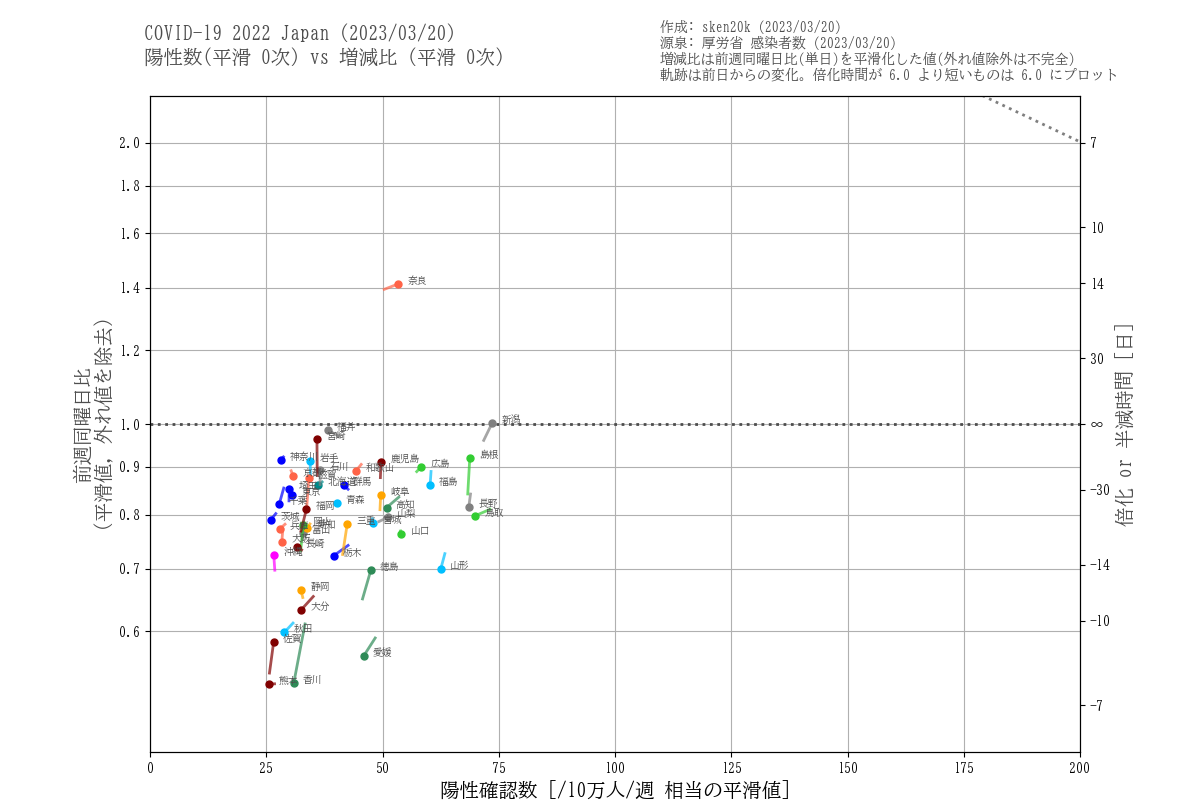 COVID-19 2022 Japan (2023/03/20)
陽性数(平滑 0次) vs 増減比 (平滑 0次)
作成: sken20k (2023/03/20)
源泉: 厚労省 感染者数 (2023/03/20)
増減比は前週同曜日比(単日)を平滑化した値(外れ値除外は不完全)
軌跡は前日からの変化。倍化時間が 6.0 より短いものは 6.0 にプロット
2.0
1.8
1.6
1.4
1.2
1.0
0.9
0.8
0.7
0.6
前週同曜日比
(平滑値, 外れ値を除去)
7
10
14
30
∞
-30
-14
-10
-7
倍化 or 半減時間 [日]
奈良
新潟
福井
宮崎
神奈川
岩手
石川
和歌山
鹿児島
広島
島根
京都
滋賀
埼玉
東京
千葉
北海道
群馬
福島
岐阜
青森
高知
山梨
福岡
長野
鳥取
茨城
兵庫
岡山
愛知
富山
三重
宮城
山口
大阪
長崎
沖縄
栃木
徳島
山形
静岡
大分
秋田
佐賀
愛媛
熊本
香川
0
25
50
75
100
125
150
175
200
陽性確認数 [/10万人/週 相当の平滑値]